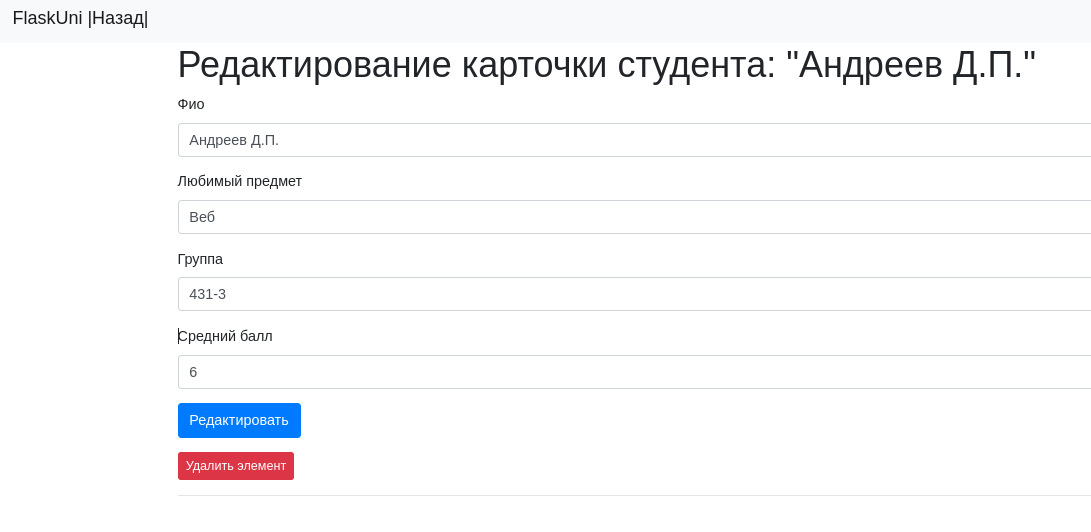 FlaskUni |Назад|
Редактирование карточки студента: "Андреев Д.П."
Фио
Андреев Д.П.
Любимый предмет
Веб
Группа
431-3
Средний балл
6
Редактировать
Удалить элемент